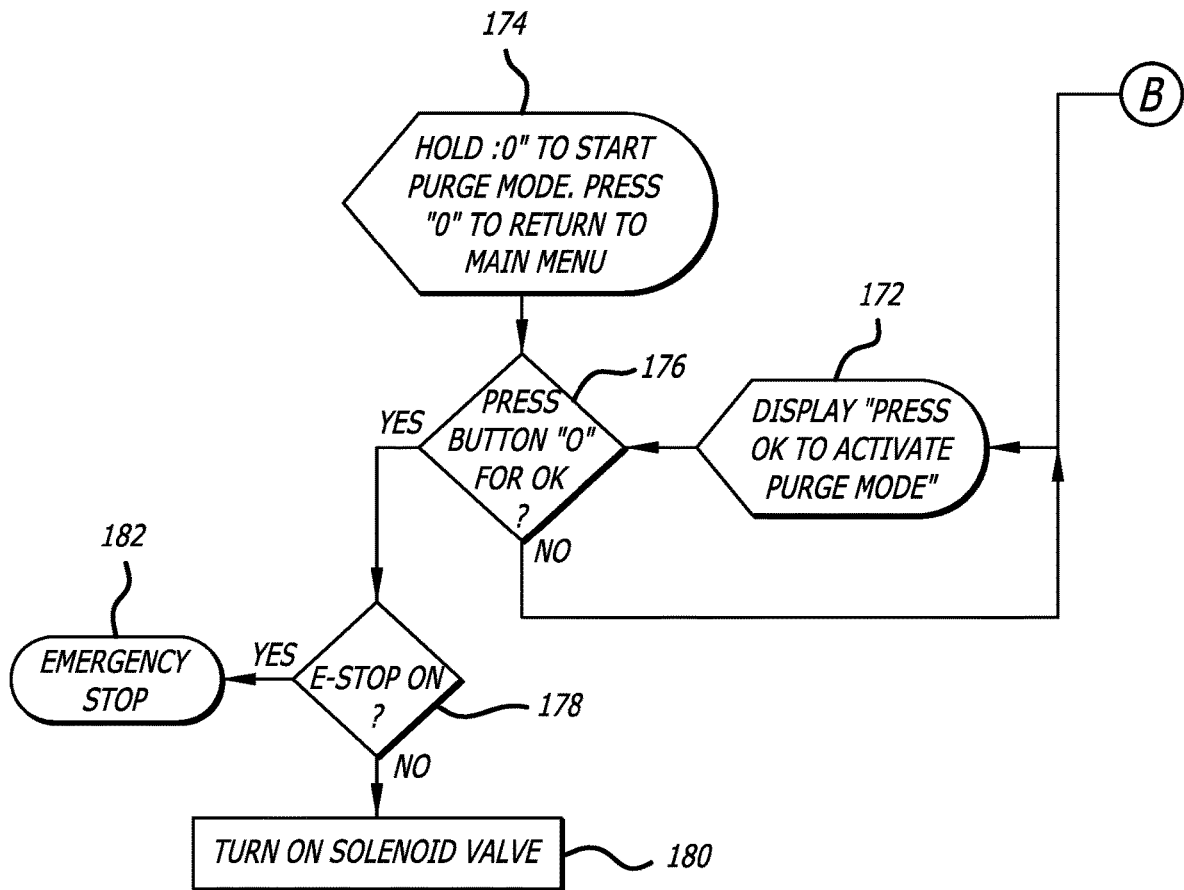 174
B
HOLD :0" TO START
PURGE MODE. PRESS
"0" TO RETURN TO
MAIN MENU
172
176
PRESS
BUTTON "O"
FOR OK
?
YES
NO
DISPLAY "PRESS
OK TO ACTIVATE
PURGE MODE"
182
EMERGENCY
STOP
YES
E-STOP ON
?
178
NO
TURN ON SOLENOID VALVE
180